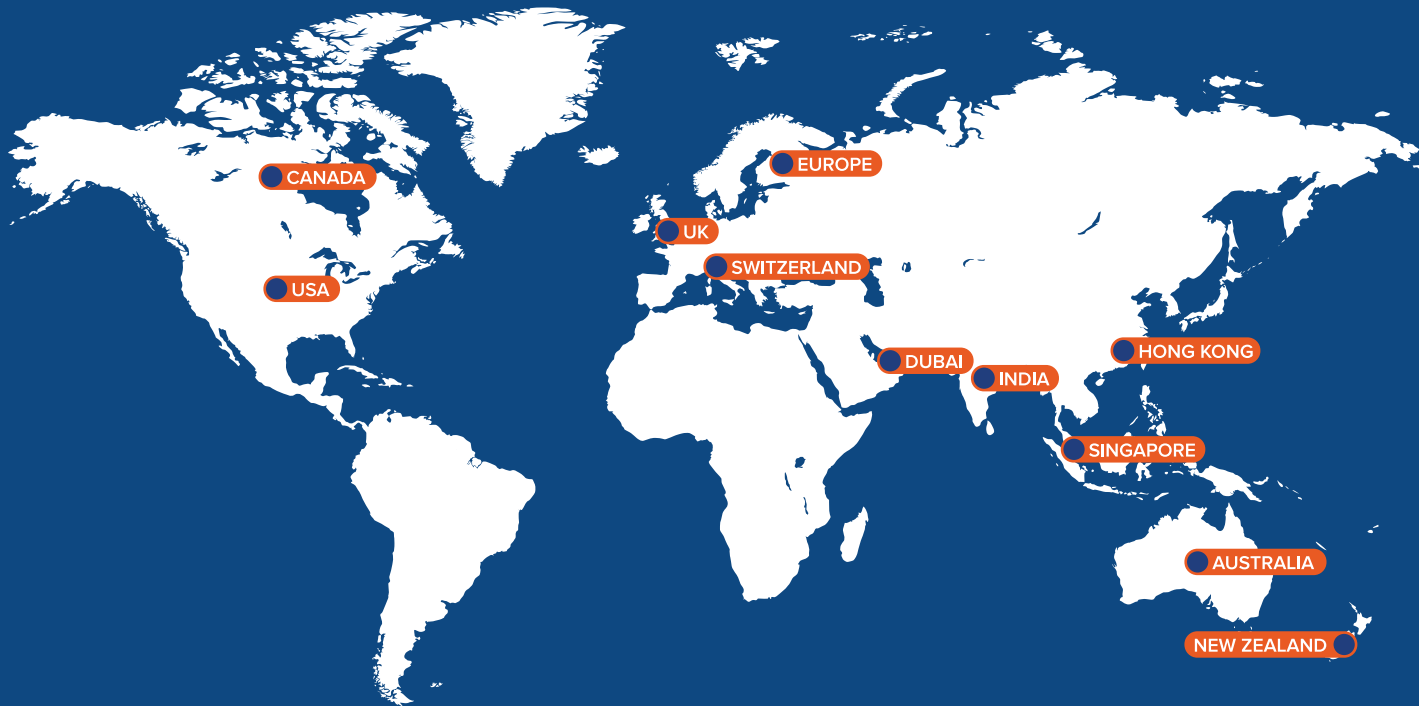 EUROPE
CANADA
UK
SWITZERLAND
USA
HONG KONG
DUBAI
INDIA
SINGAPORE
AUSTRALIA
NEW ZEALAND